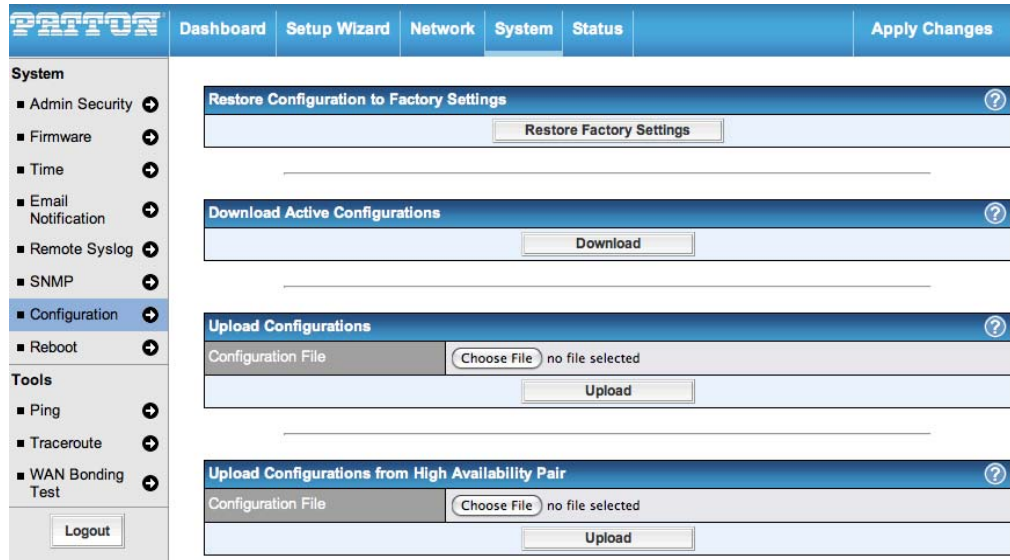 PATTON
Dashboard
Setup Wizard
Network
System
Status
Apply Changes
System
Admin Security
Firmware
Time
Email
Notification
Remote Syslog
SNMP
Configuration
Reboot
Tools
Ping
Traceroute
WAN Bonding
Test
Logout
Restore Configuration to Factory Settings
?
Restore Factory Settings
Download Active Configurations
?
Download
Upload Configurations
?
Configuration File
Choose File no file selected
Upload
Upload Configurations from High Availability Pair
?
Configuration File
Choose File no file selected
Upload